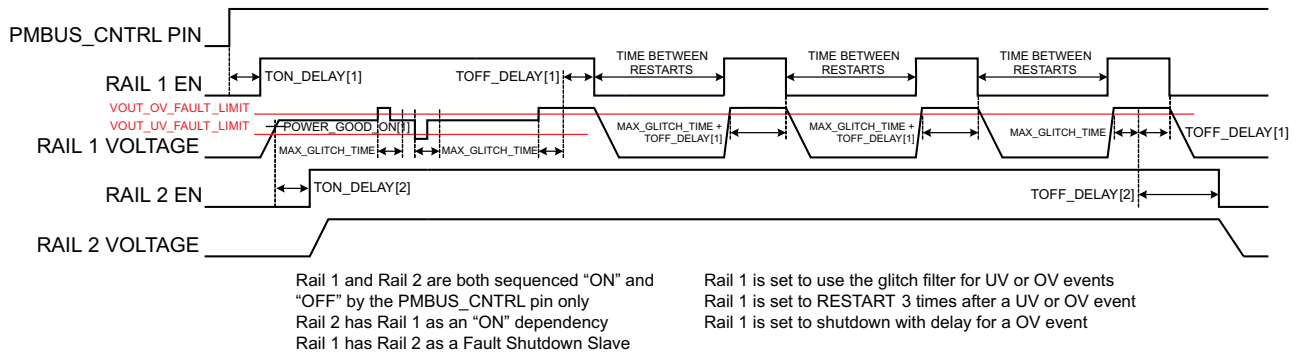 PMBUS_CNTRL PIN
TIME BETWEEN
RESTARTS
TIME BETWEEN
RESTARTS
TIME BETWEEN
RESTARTS
RAIL 1 EN
TON_DELAY[1]
TOFF_DELAY[1]
VOUT_OV_FAULT_LIMIT
VOUT_UV_FAULT_LIMIT
POWER_GOOD_ON[1]
RAIL 1 VOLTAGE
MAX_GLITCH_TIME
MAX_GLITCH_TIME
MAX_GLITCH_TIME +
TOFF_DELAY[1]
MAX_GLITCH_TIME +
TOFF_DELAY[1]
MAX_GLITCH_TIME
TOFF_DELAY[1]
RAIL 2 EN
TON_DELAY[2]
TOFF_DELAY[2]
RAIL 2 VOLTAGE
Rail 1 and Rail 2 are both sequenced “ON” and
“OFF” by the PMBUS_CNTRL pin only
Rail 2 has Rail 1 as an “ON” dependency
Rail 1 has Rail 2 as a Fault Shutdown Slave
Rail 1 is set to use the glitch filter for UV or OV events
Rail 1 is set to RESTART 3 times after a UV or OV event
Rail 1 is set to shutdown with delay for a OV event